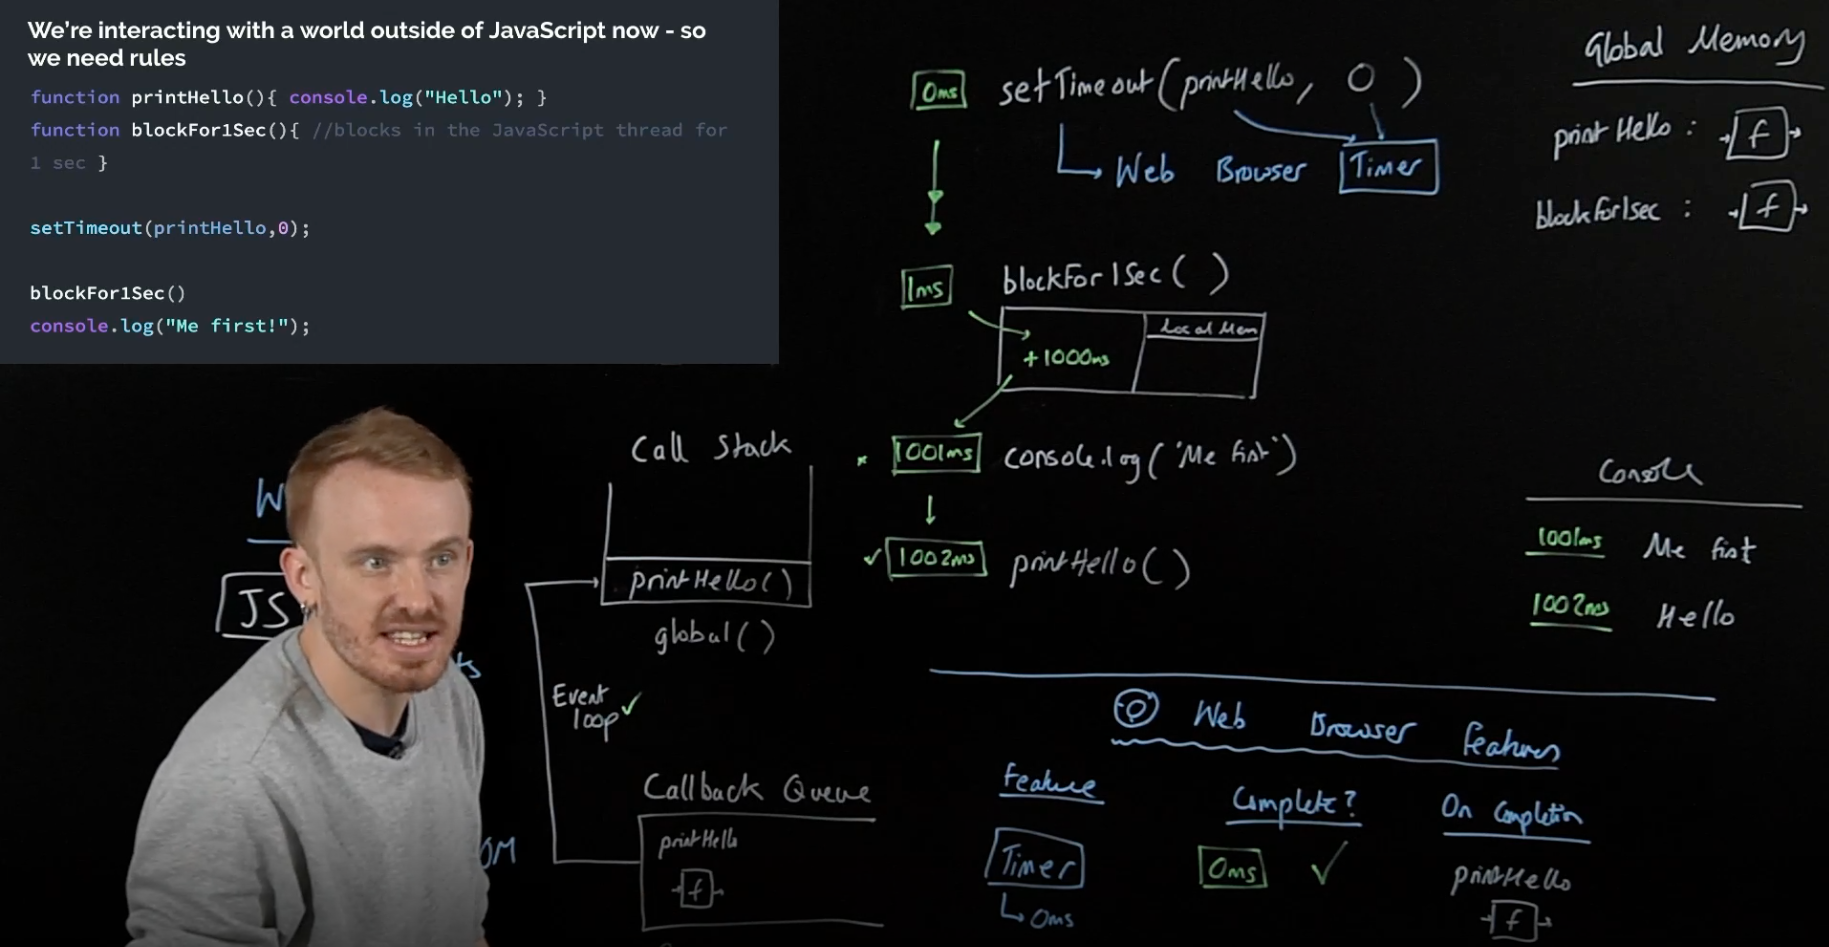 We're interacting with a world outside of JavaScript now - so
we need rules
function printHello(){ console.log("Hello"); }
function blockFor1Sec(){ //blocks in the JavaScript thread for
1 sec }
setTimeout(printHello,0);
blockFor1Sec()
console.log("Me first!");
0ms setTimeout(printHello, 0)
Web Browser Timer
1ms blockFor1Sec()
Local Mem
+1000ms
1001ms console.log('Me first')
1002ms printHello()
Global Memory
printHello : f
blockFor1sec : f
Console
1001ms Me first
1002ms Hello
Call Stack
printHello()
global()
Event
loop ✓
Callback Queue
printHello
f
JS
Web Browser Features
Feature Complete? On Completion
Timer 0ms ✓ printHello
0ms f